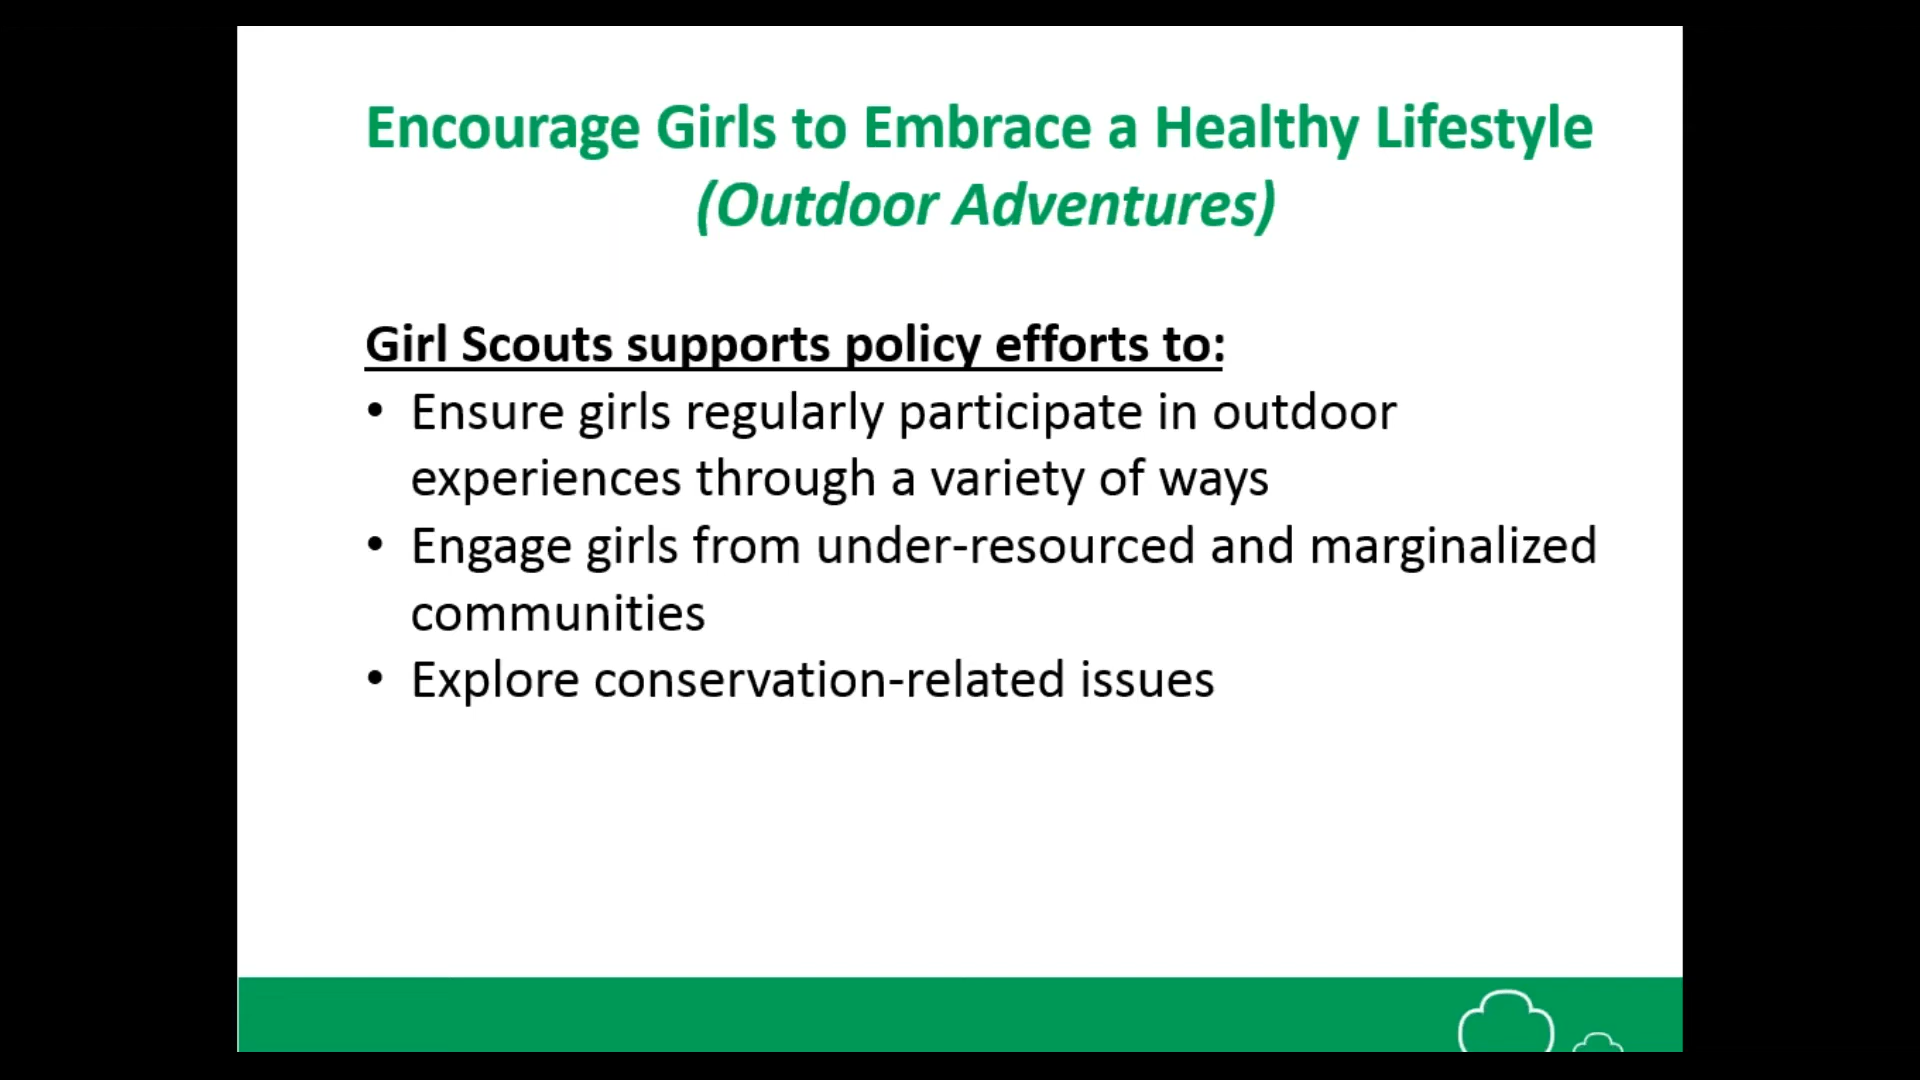 Encourage Girls to Embrace a Healthy Lifestyle
(Outdoor Adventures)
Girl Scouts supports policy efforts to:
• Ensure girls regularly participate in outdoor
experiences through a variety of ways
• Engage girls from under-resourced and marginalized
communities
• Explore conservation-related issues